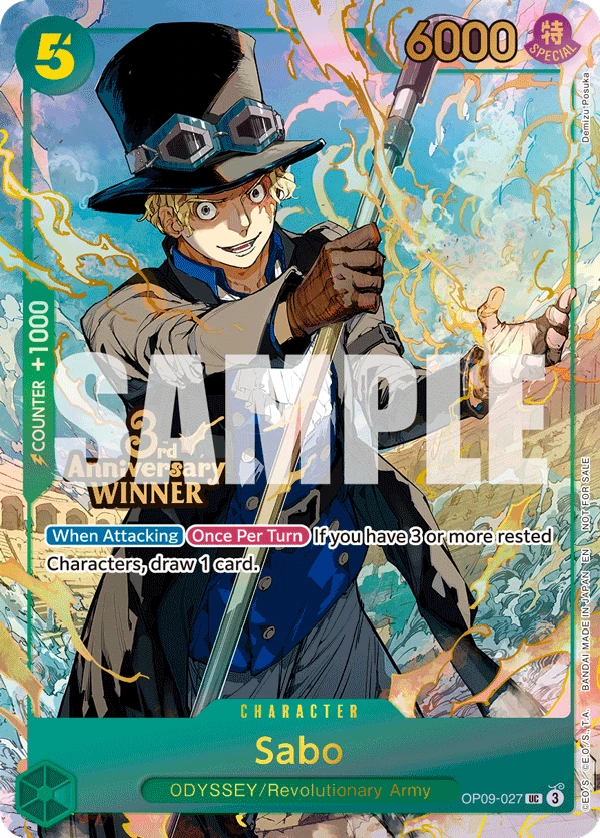 5
6000
特
SPECIAL
Demizu Posuka
COUNTER +1000
SAMPLE
3rd
Anniversary
WINNER
When Attacking Once Per Turn If you have 3 or more rested
Characters, draw 1 card.
©E.O./S. ©E.O./S.,T.A. BANDAI MADE IN JAPAN EN NOT FOR SALE
CHARACTER
Sabo
ODYSSEY/Revolutionary Army
OP09-027 UC 3